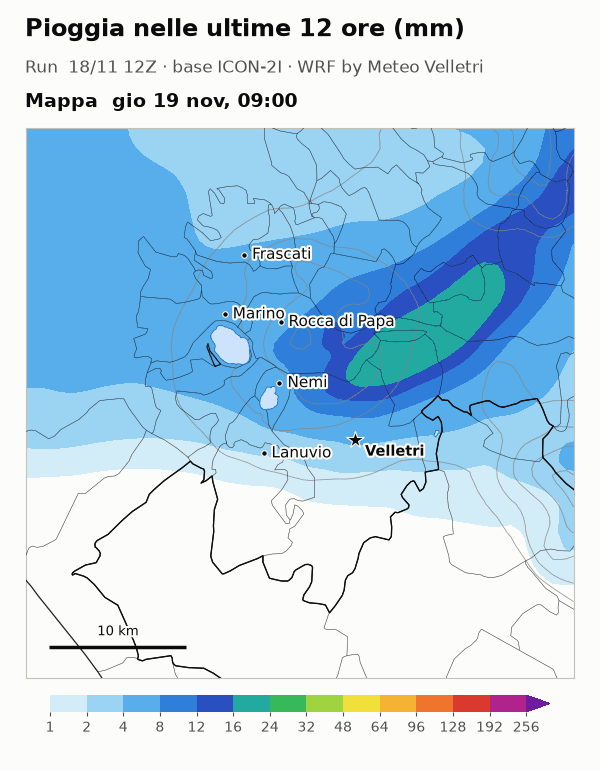 Pioggia nelle ultime 12 ore (mm)
Run 18/11 12Z · base ICON-2I · WRF by Meteo Velletri
Mappa gio 19 nov, 09:00
Frascati
Marino
Rocca di Papa
Nemi
Velletri
Lanuvio
10 km
1 2 4 8 12 16 24 32 48 64 96 128 192 256